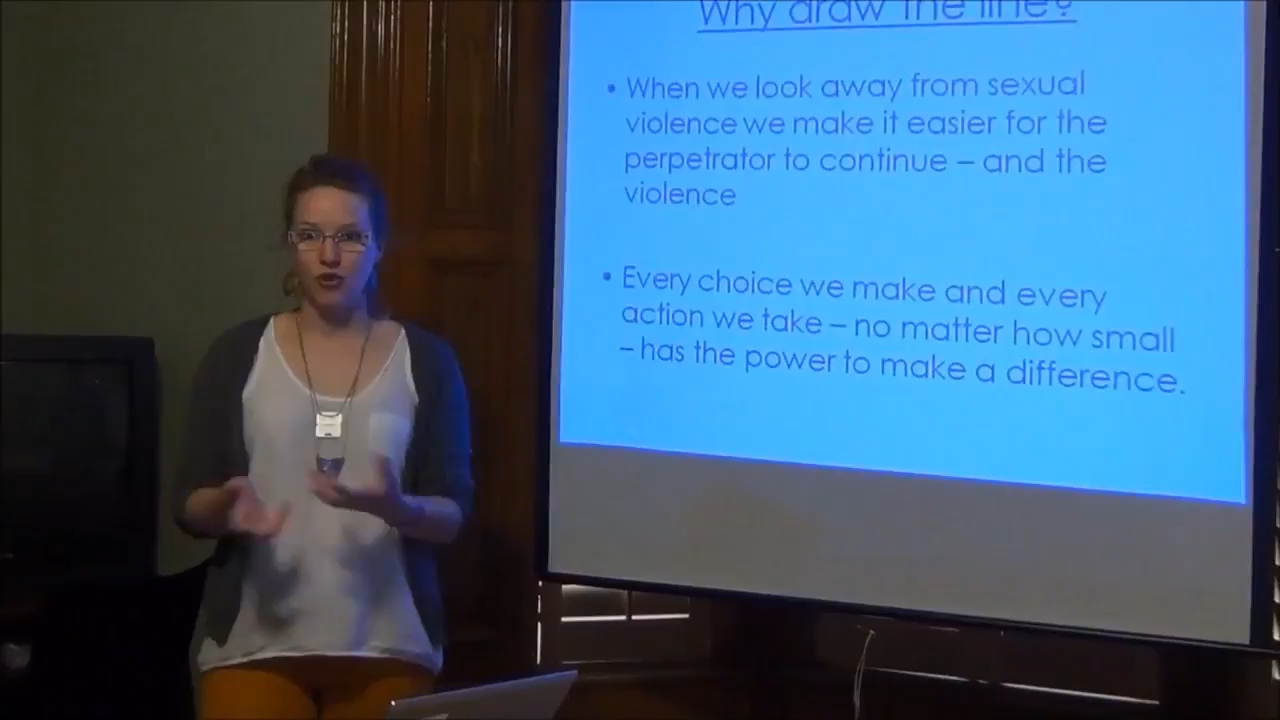 Why draw the line?
• When we look away from sexual
violence we make it easier for the
perpetrator to continue – and the
violence
• Every choice we make and every
action we take – no matter how small
– has the power to make a difference.